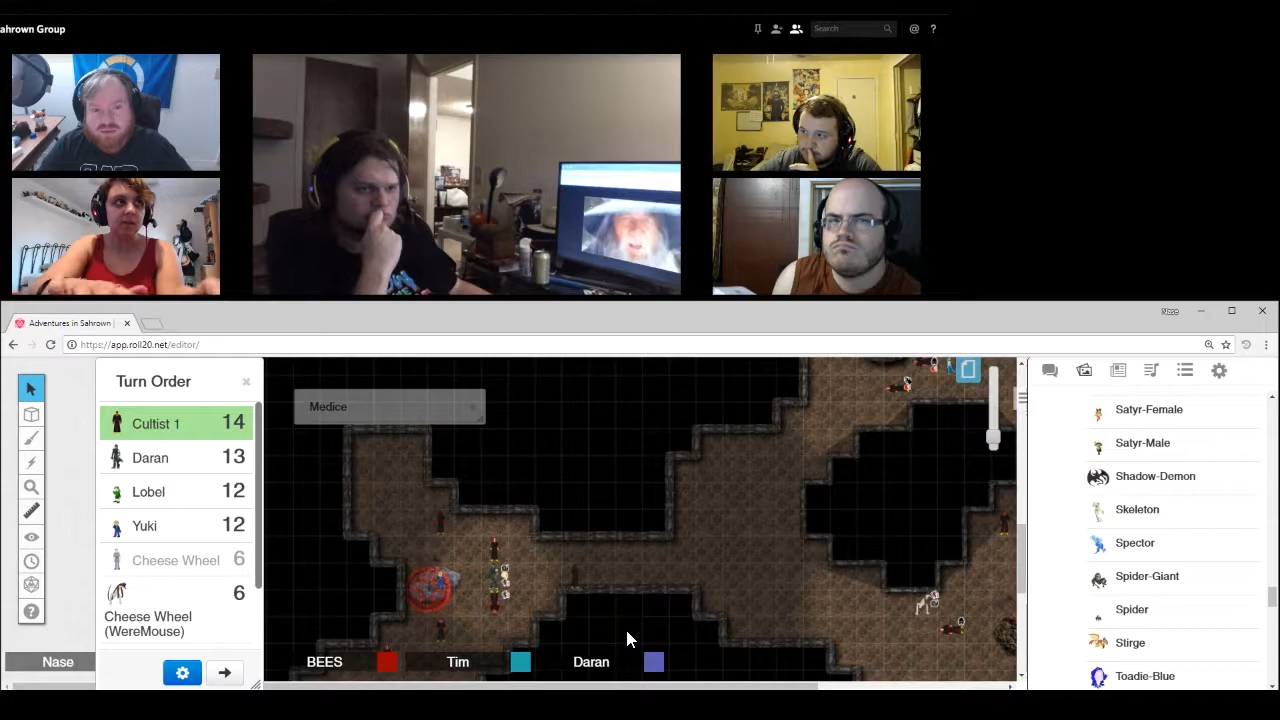 ahrown Group
Search
Adventures in Sahrown |
https://app.roll20.net/editor/
Turn Order
Cultist 1 14
Daran 13
Lobel 12
Yuki 12
Cheese Wheel 6
6
Cheese Wheel
(WereMouse)
Medice
Nase
BEES
Tim
Daran
Satyr-Female
Satyr-Male
Shadow-Demon
Skeleton
Spector
Spider-Giant
Spider
Stirge
Toadie-Blue